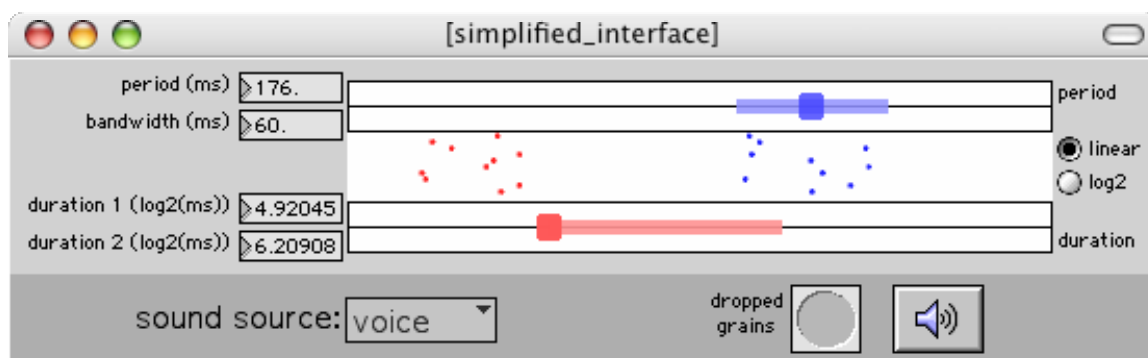 [simplified_interface]
period (ms) 176.
period
bandwidth (ms) 60.
linear
log2
duration 1 (log2(ms)) 4.92045
duration 2 (log2(ms)) 6.20908
duration
sound source: voice
dropped
grains